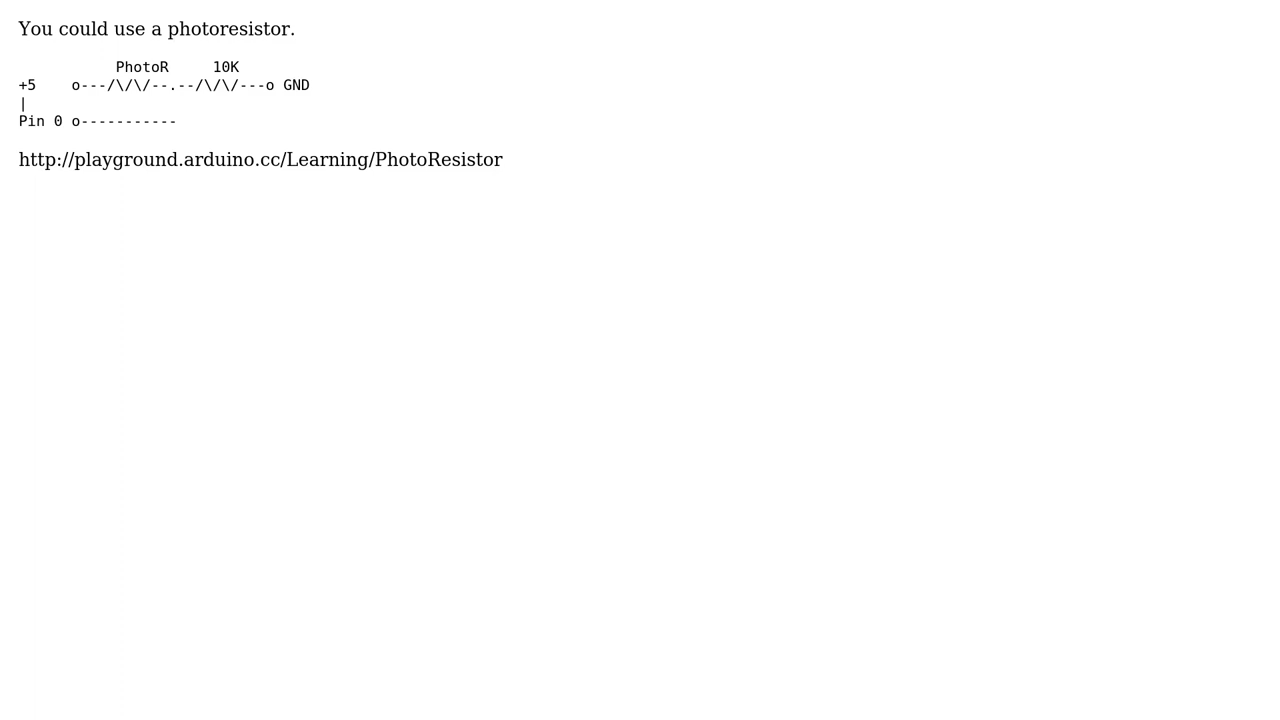 You could use a photoresistor.
           PhotoR     10K
+5    o---/\/\/--.--/\/\/---o GND
|
Pin 0 o-----------
http://playground.arduino.cc/Learning/PhotoResistor